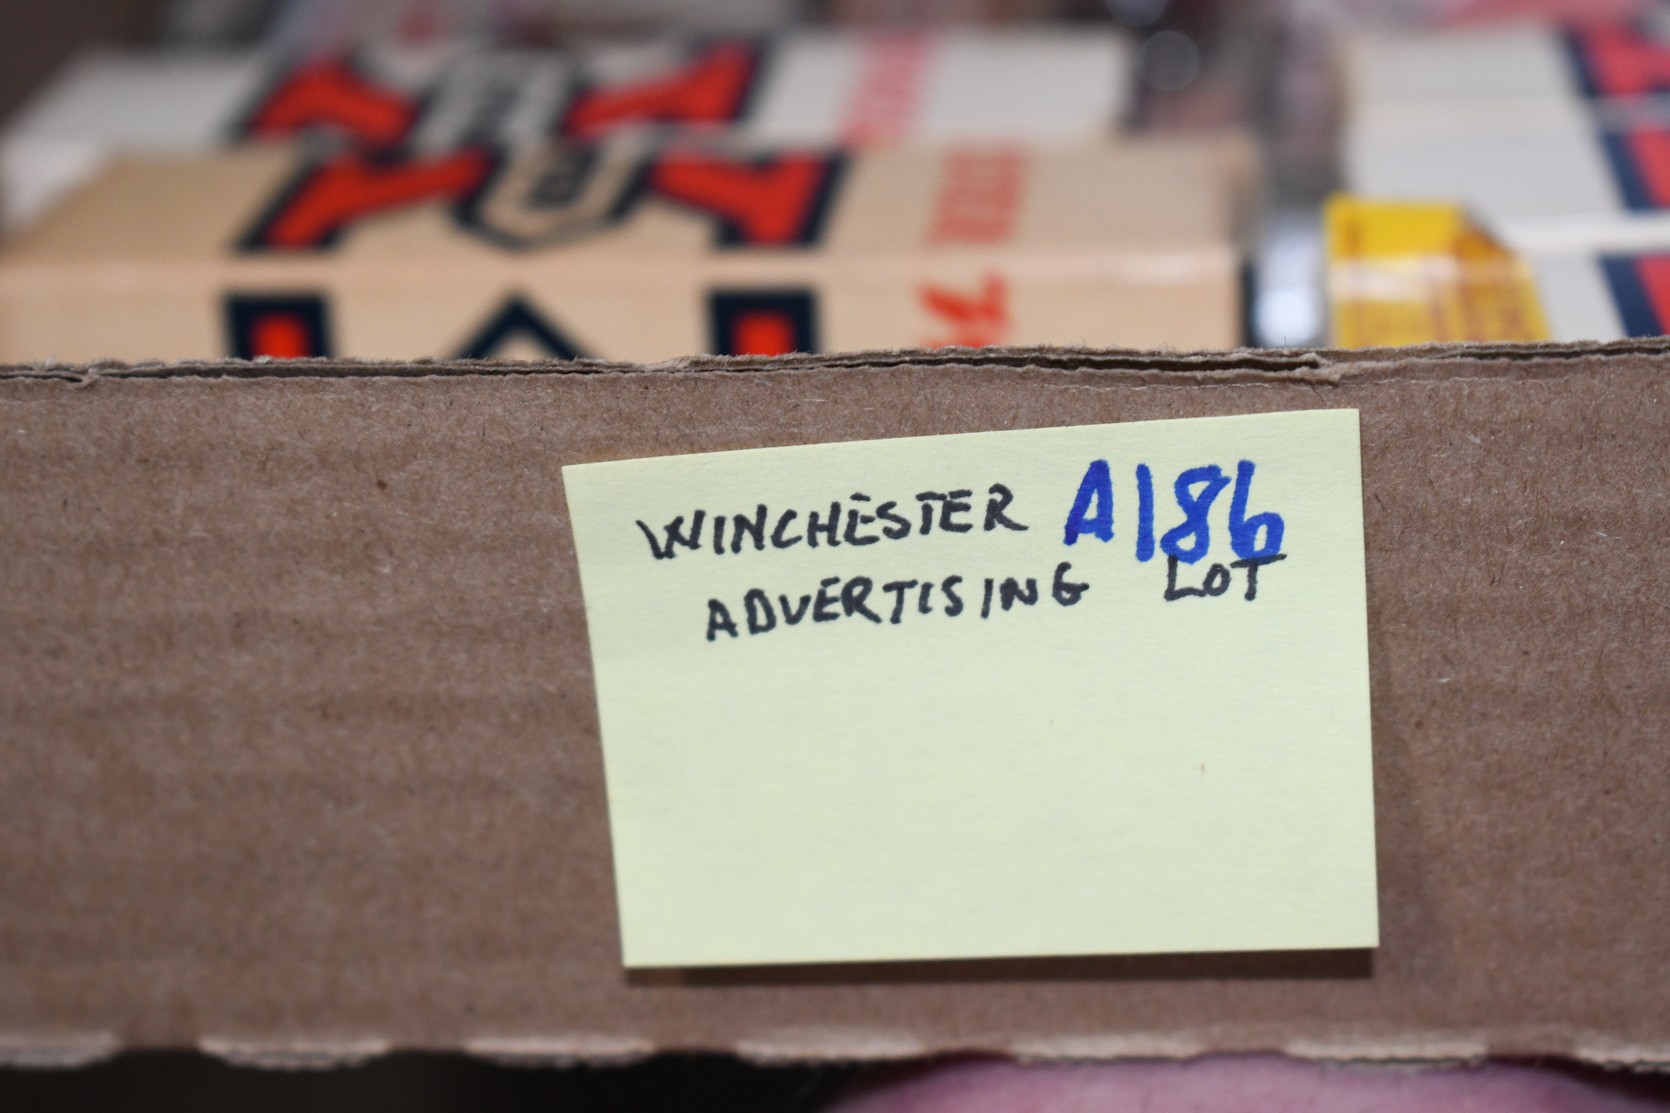 WINCHESTER A186
ADVERTISING LOT